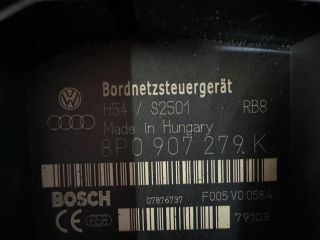 Bordnetzsteuergerät
H54 / S2501 RB8
Made in Hungary
8P0 907 279 K
BOSCH 07876737 F005 V0 0584
79103